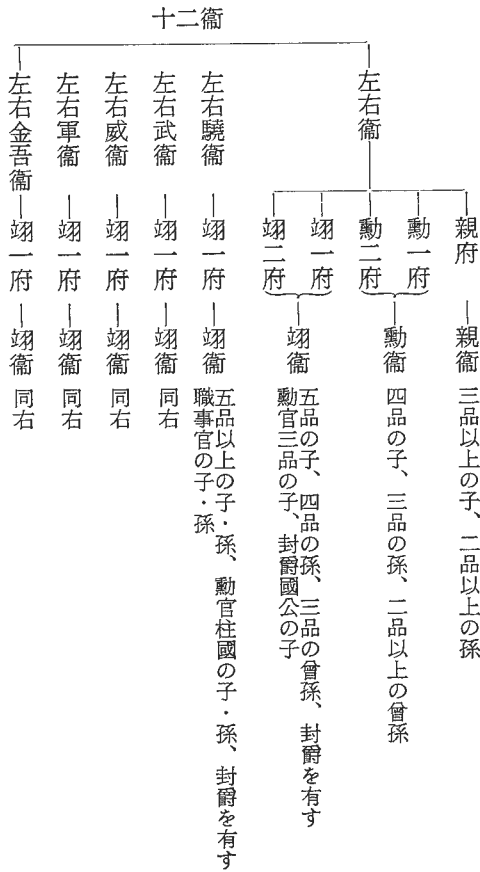 十二衞
左右衞
親府
親衞
三品以上の子、二品以上の孫
勳一府
勳二府
勳衞
四品の子、三品の孫、二品以上の曾孫
翊一府
翊二府
翊衞
五品の子、四品の孫、三品の曾孫、封爵を有す
勳官三品の子、封爵國公の子
左右驍衞
翊一府
翊衞
五品以上の子・孫、勳官柱國の子・孫、封爵を有す
職事官の子・孫
左右武衞
翊一府
翊衞
同右
左右威衞
翊一府
翊衞
同右
左右軍衞
翊一府
翊衞
同右
左右金吾衞
翊一府
翊衞
同右